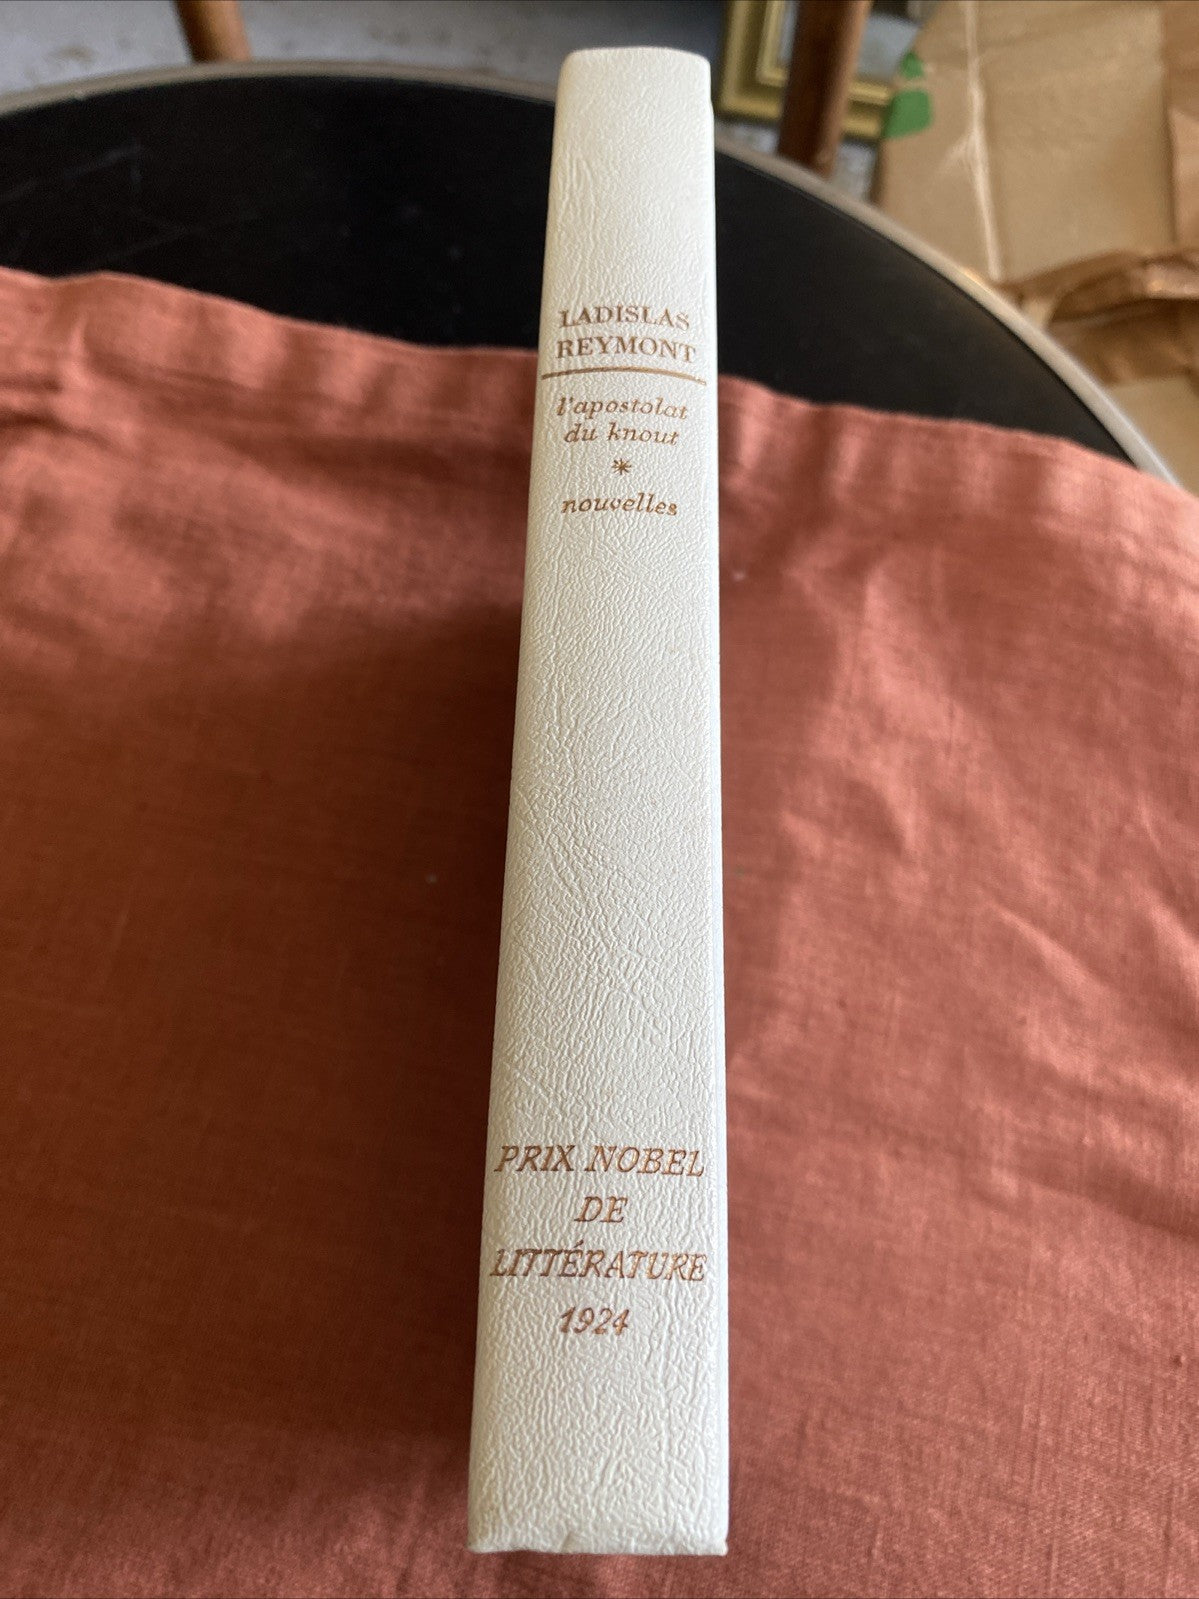 LADISLAS
REYMONT
l'apostolat
du knout
*
nouvelles
PRIX NOBEL
DE
LITTÉRATURE
1924